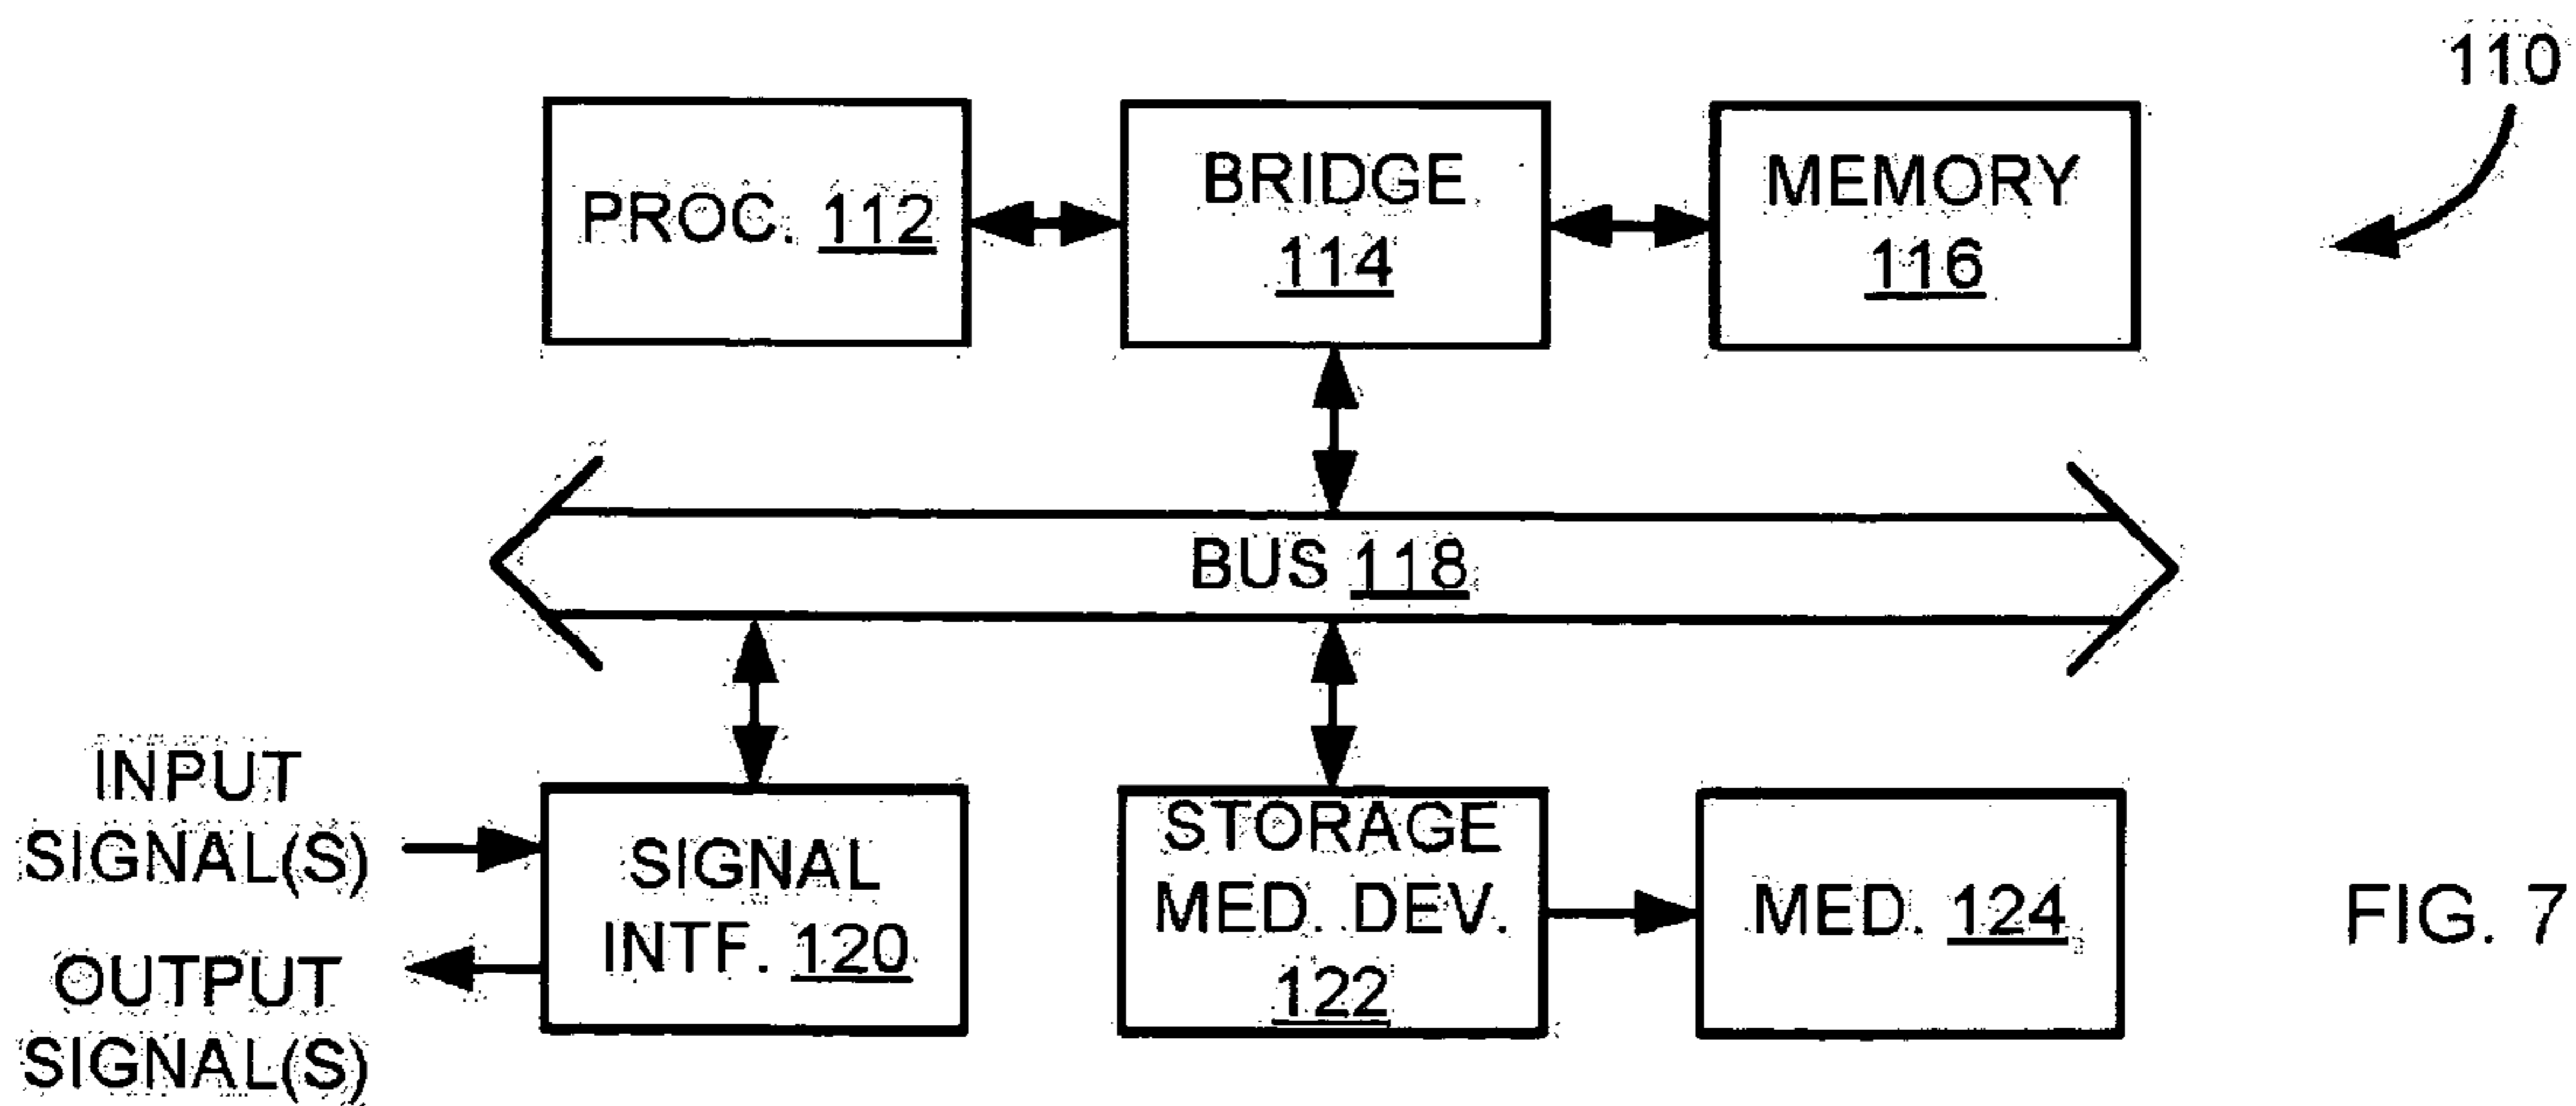 110
PROC. 112
BRIDGE
114
MEMORY
116
BUS 118
INPUT
SIGNAL(S)
OUTPUT
SIGNAL(S)
SIGNAL
INTF. 120
STORAGE
MED. DEV.
122
MED. 124
FIG. 7